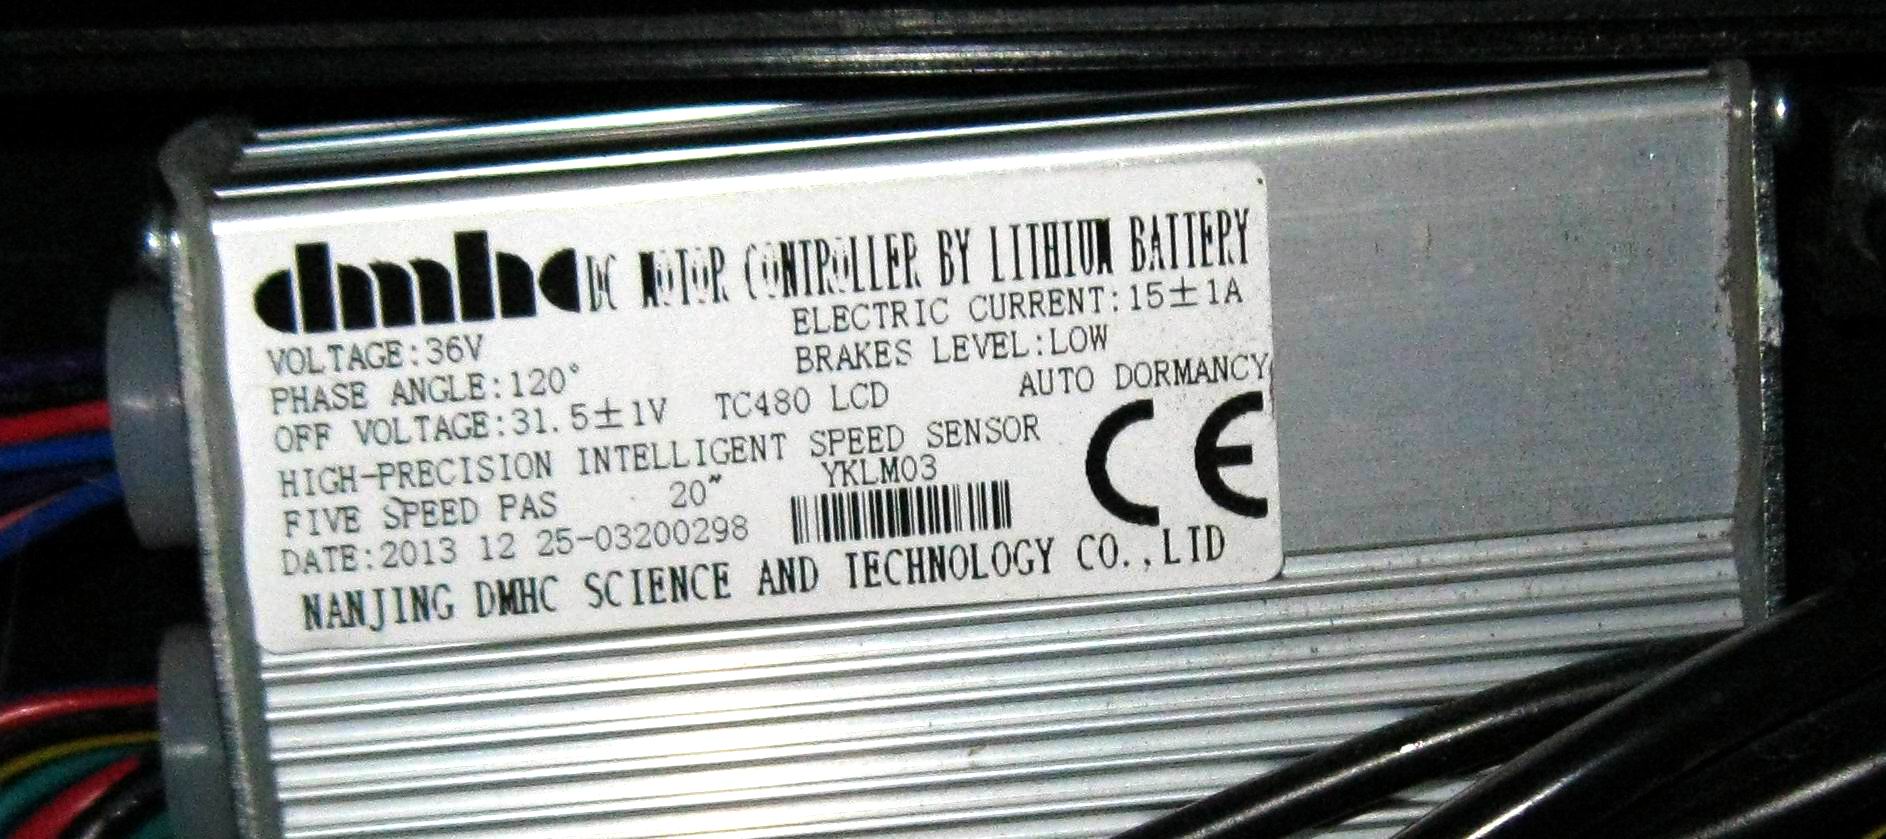 dmhc DC MOTOR CONTROLLER BY LITHIUM BATTERY
VOLTAGE:36V ELECTRIC CURRENT:15±1A
PHASE ANGLE:120° BRAKES LEVEL:LOW
OFF VOLTAGE:31.5±1V TC480 LCD AUTO DORMANCY
HIGH-PRECISION INTELLIGENT SPEED SENSOR
FIVE SPEED PAS 20" YKLM03
DATE:2013 12 25-03200298
CE
NANJING DMHC SCIENCE AND TECHNOLOGY CO.,LTD